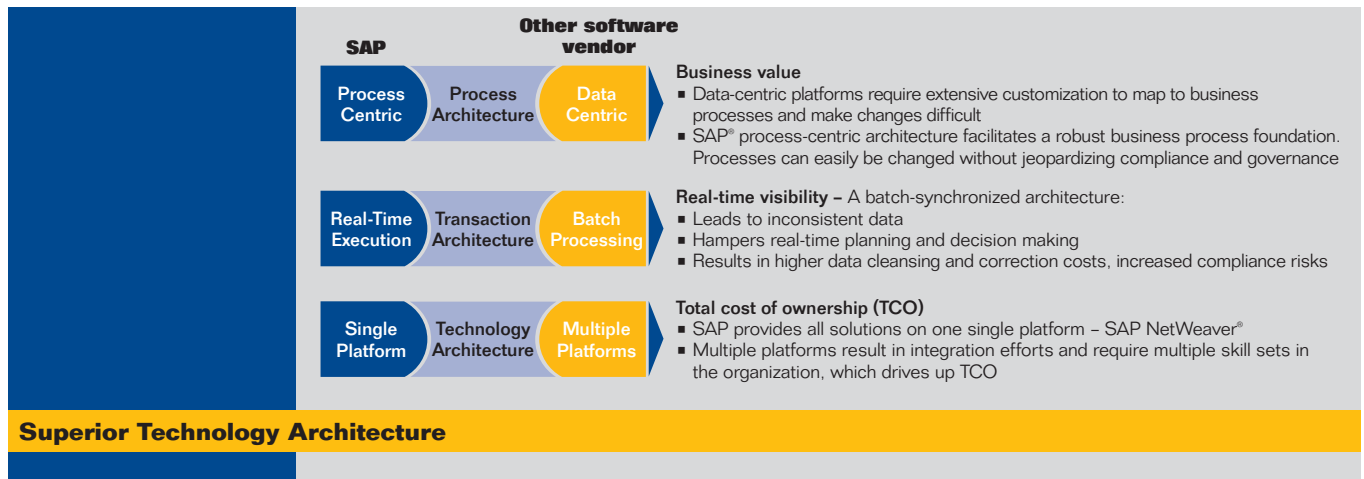 SAP
Other software
vendor
Process
Centric
Process
Architecture
Data
Centric
Business value
▪ Data-centric platforms require extensive customization to map to business
processes and make changes difficult
▪ SAP® process-centric architecture facilitates a robust business process foundation.
Processes can easily be changed without jeopardizing compliance and governance
Real-Time
Execution
Transaction
Architecture
Batch
Processing
Real-time visibility – A batch-synchronized architecture:
▪ Leads to inconsistent data
▪ Hampers real-time planning and decision making
▪ Results in higher data cleansing and correction costs, increased compliance risks
Single
Platform
Technology
Architecture
Multiple
Platforms
Total cost of ownership (TCO)
▪ SAP provides all solutions on one single platform – SAP NetWeaver®
▪ Multiple platforms result in integration efforts and require multiple skill sets in
the organization, which drives up TCO
Superior Technology Architecture